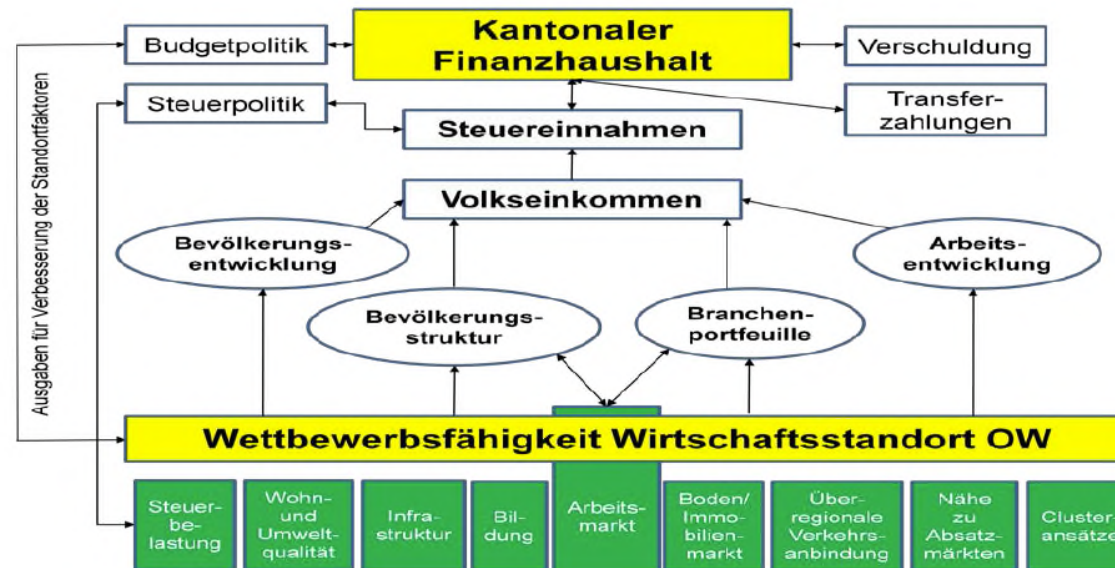 Kantonaler
Finanzhaushalt
Budgetpolitik
Verschuldung
Steuerpolitik
Transfer-
zahlungen
Steuereinnahmen
Volkseinkommen
Bevölkerungs-
entwicklung
Arbeits-
entwicklung
Bevölkerungs-
struktur
Branchen-
portfeuille
Ausgaben für Verbesserung der Standortfaktoren
Wettbewerbsfähigkeit Wirtschaftsstandort OW
Steuer-
be-
lastung
Wohn-
und
Umwelt-
qualität
Infra-
struktur
Bil-
dung
Arbeits-
markt
Boden/
Immo-
bilien-
markt
Über-
regionale
Verkehrs-
anbindung
Nähe
zu
Absatz-
märkten
Cluster-
ansätze